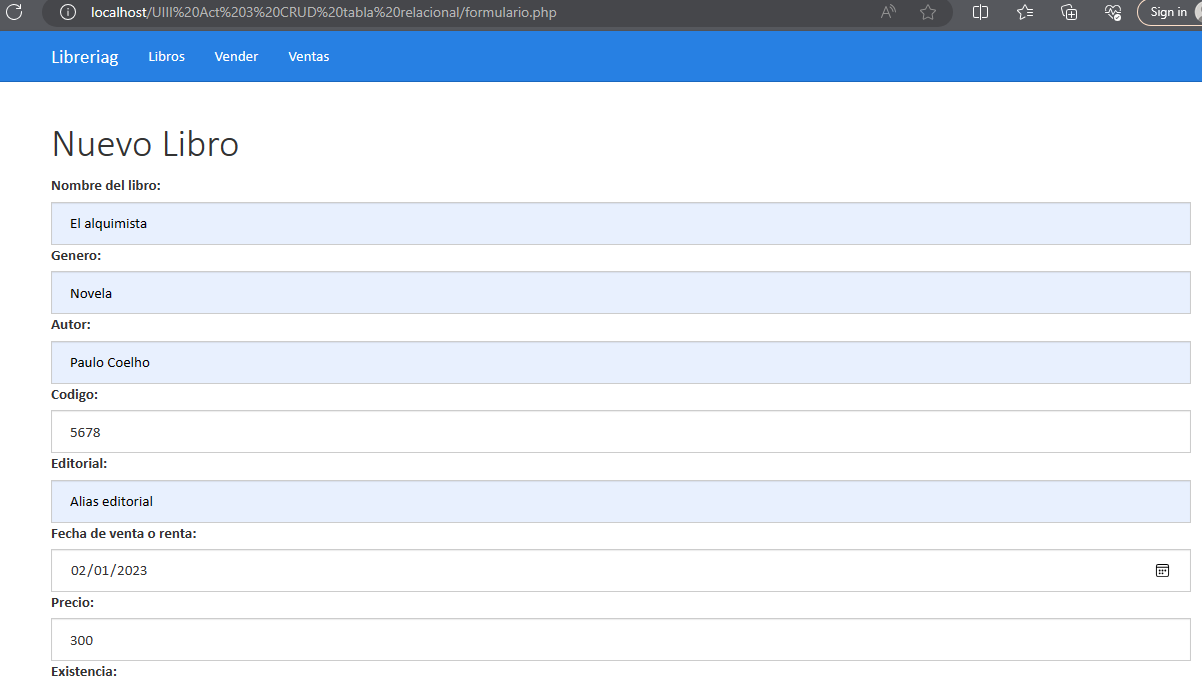 localhost/UIII%20Act%203%20CRUD%20tabla%20relacional/formulario.php
Sign in
Libreriag Libros Vender Ventas
Nuevo Libro
Nombre del libro:
El alquimista
Genero:
Novela
Autor:
Paulo Coelho
Codigo:
5678
Editorial:
Alias editorial
Fecha de venta o renta:
02/01/2023
Precio:
300
Existencia: